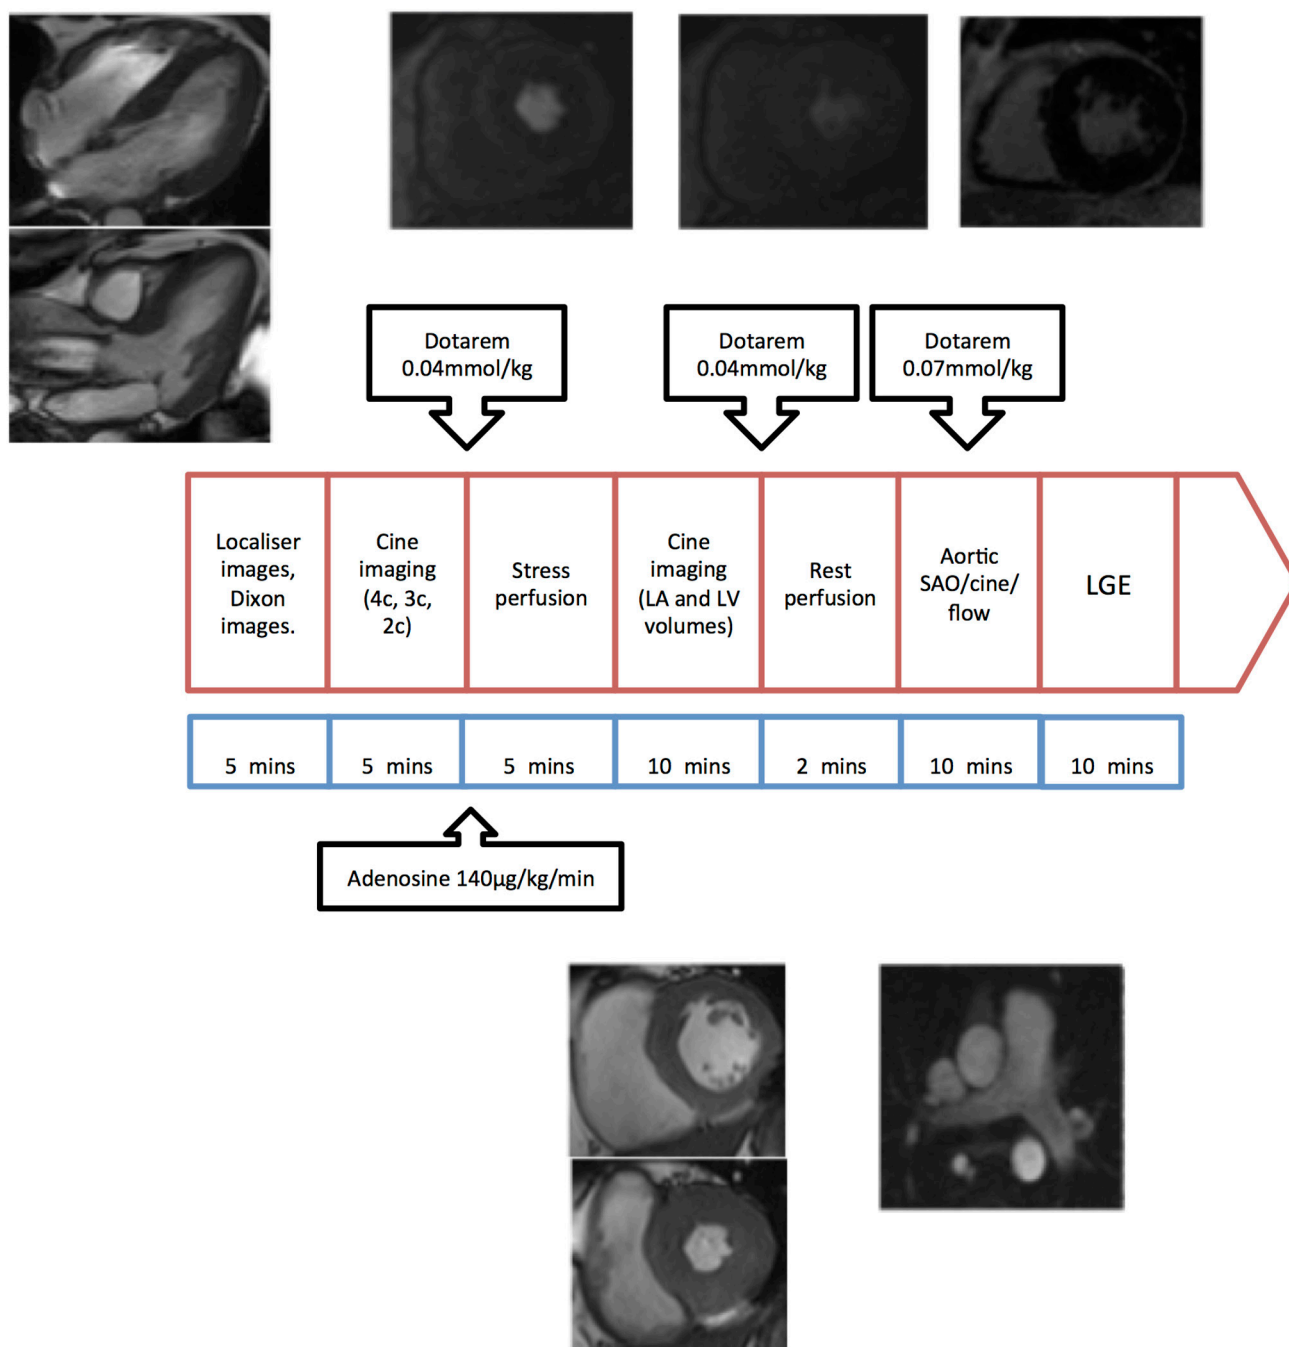 Dotarem
0.04mmol/kg
Dotarem
0.04mmol/kg
Dotarem
0.07mmol/kg
Localiser
images,
Dixon
images.
Cine
imaging
(4c, 3c,
2c)
Stress
perfusion
Cine
imaging
(LA and LV
volumes)
Rest
perfusion
Aortic
SAO/cine/
flow
LGE
5 mins
5 mins
5 mins
10 mins
2 mins
10 mins
10 mins
Adenosine 140µg/kg/min